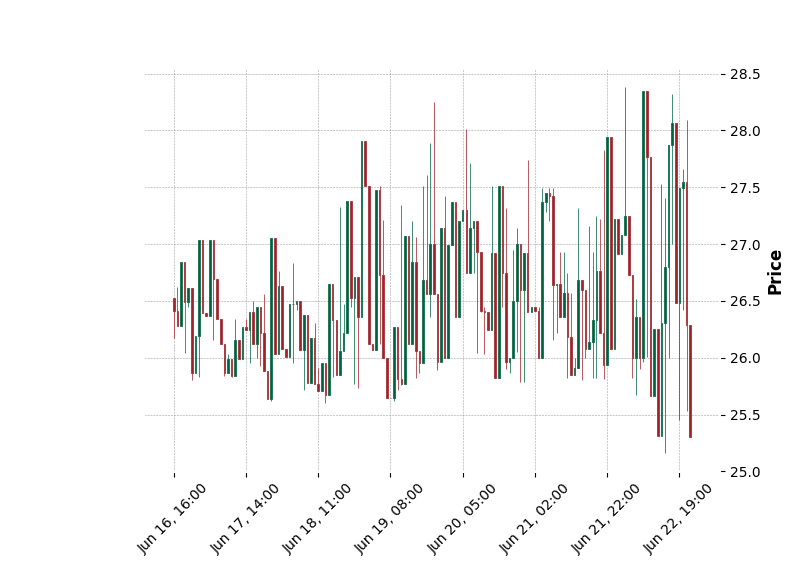 28.5
28.0
27.5
27.0
26.5
26.0
25.5
25.0
Price
Jun 16, 16:00
Jun 17, 14:00
Jun 18, 11:00
Jun 19, 08:00
Jun 20, 05:00
Jun 21, 02:00
Jun 21, 22:00
Jun 22, 19:00